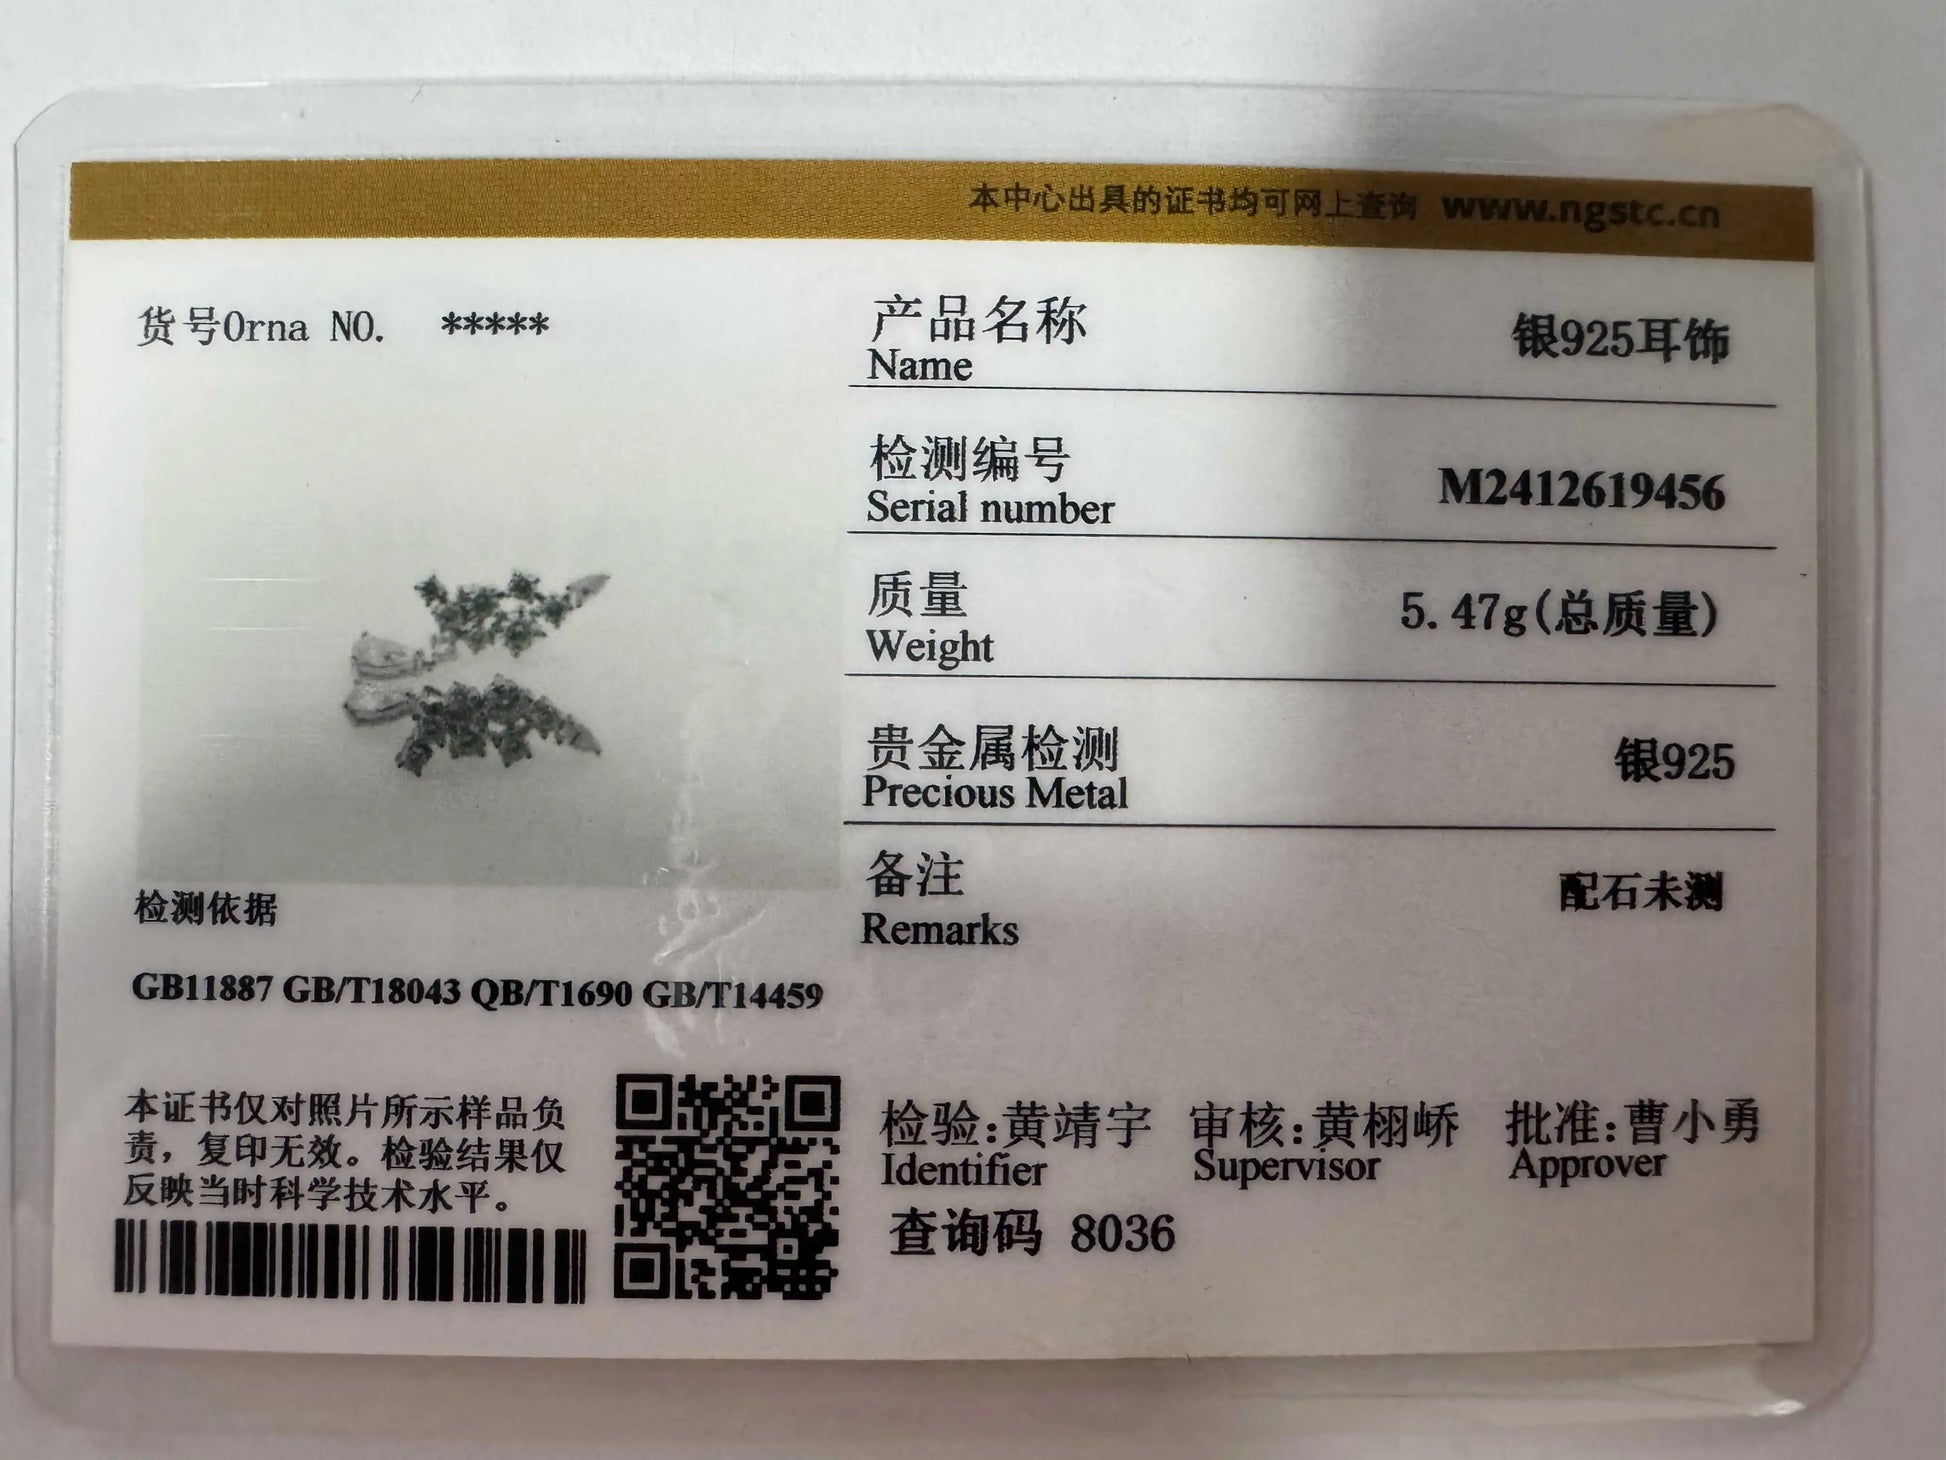 本中心出具的证书均可网上查询 www.ngstc.cn
货号Orna NO. *****
产品名称 银925耳饰
Name
检测编号 M2412619456
Serial number
质量 5.47g(总质量)
Weight
贵金属检测 银925
Precious Metal
备注 配石未测
Remarks
检测依据
GB11887 GB/T18043 QB/T1690 GB/T14459
本证书仅对照片所示样品负
责，复印无效。检验结果仅
反映当时科学技术水平。
检验:黄靖宇 审核:黄栩峤 批准:曹小勇
Identifier Supervisor Approver
查询码 8036